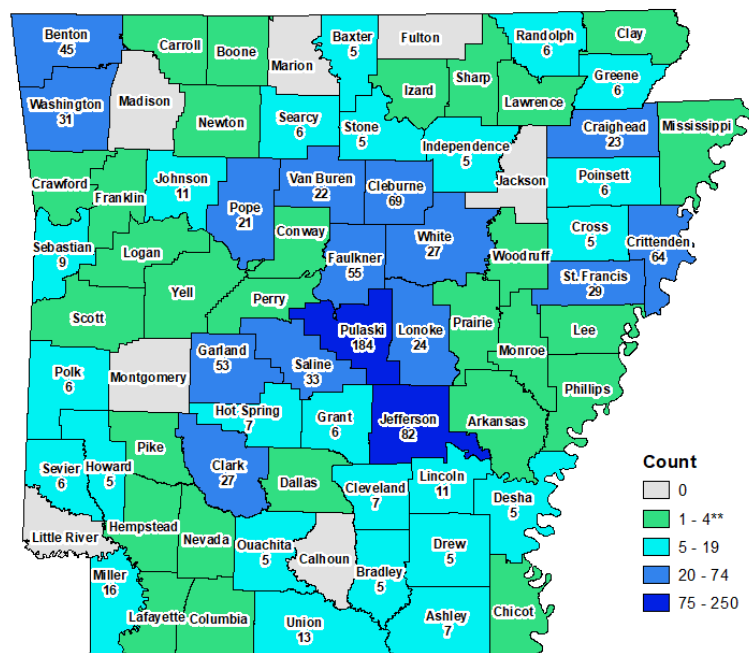 Benton
45
Carroll
Boone
Marion
Baxter
5
Fulton
Randolph
6
Clay
Washington
31
Madison
Newton
Searcy
6
Stone
5
Izard
Sharp
Lawrence
Greene
6
Independence
5
Jackson
Craighead
23
Mississippi
Crawford
Franklin
Johnson
11
Pope
21
Van Buren
22
Cleburne
69
Poinsett
6
Sebastian
9
Logan
Conway
Faulkner
55
White
27
Woodruff
Cross
5
Crittenden
64
St. Francis
29
Scott
Yell
Perry
Pulaski
184
Lonoke
24
Prairie
Monroe
Lee
Phillips
Polk
6
Montgomery
Garland
53
Saline
33
Hot Spring
7
Grant
6
Jefferson
82
Arkansas
Sevier
6
Howard
5
Pike
Clark
27
Dallas
Cleveland
7
Lincoln
11
Desha
5
Little River
Hempstead
Nevada
Ouachita
5
Calhoun
Bradley
5
Drew
5
Miller
16
Lafayette
Columbia
Union
13
Ashley
7
Chicot
Count
0
1 - 4**
5 - 19
20 - 74
75 - 250